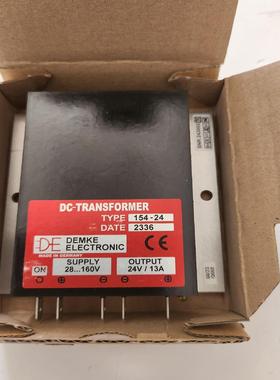 DC-TRANSFORMER
TYPE 154-24
DATE 2336
DE DEMKE ELECTRONIC CE
MADE IN GERMANY
ON SUPPLY 28...160V OUTPUT 24V / 13A